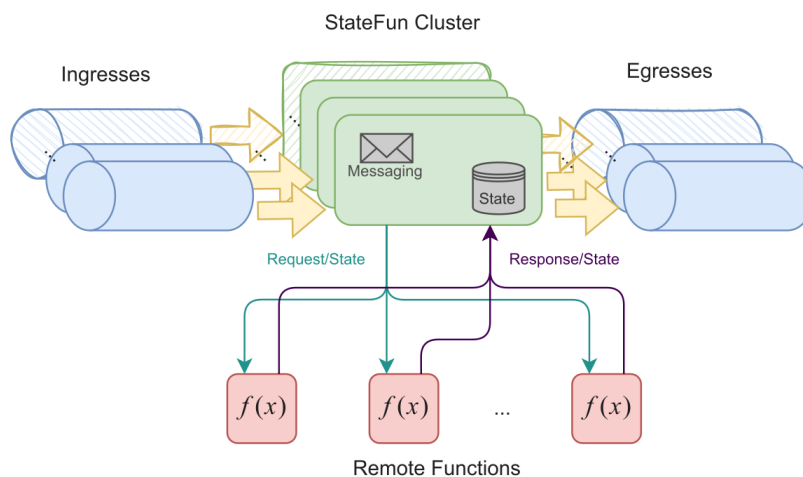 StateFun Cluster
Ingresses
Egresses
Messaging
State
Request/State
Response/State
f(x)
f(x)
...
f(x)
Remote Functions